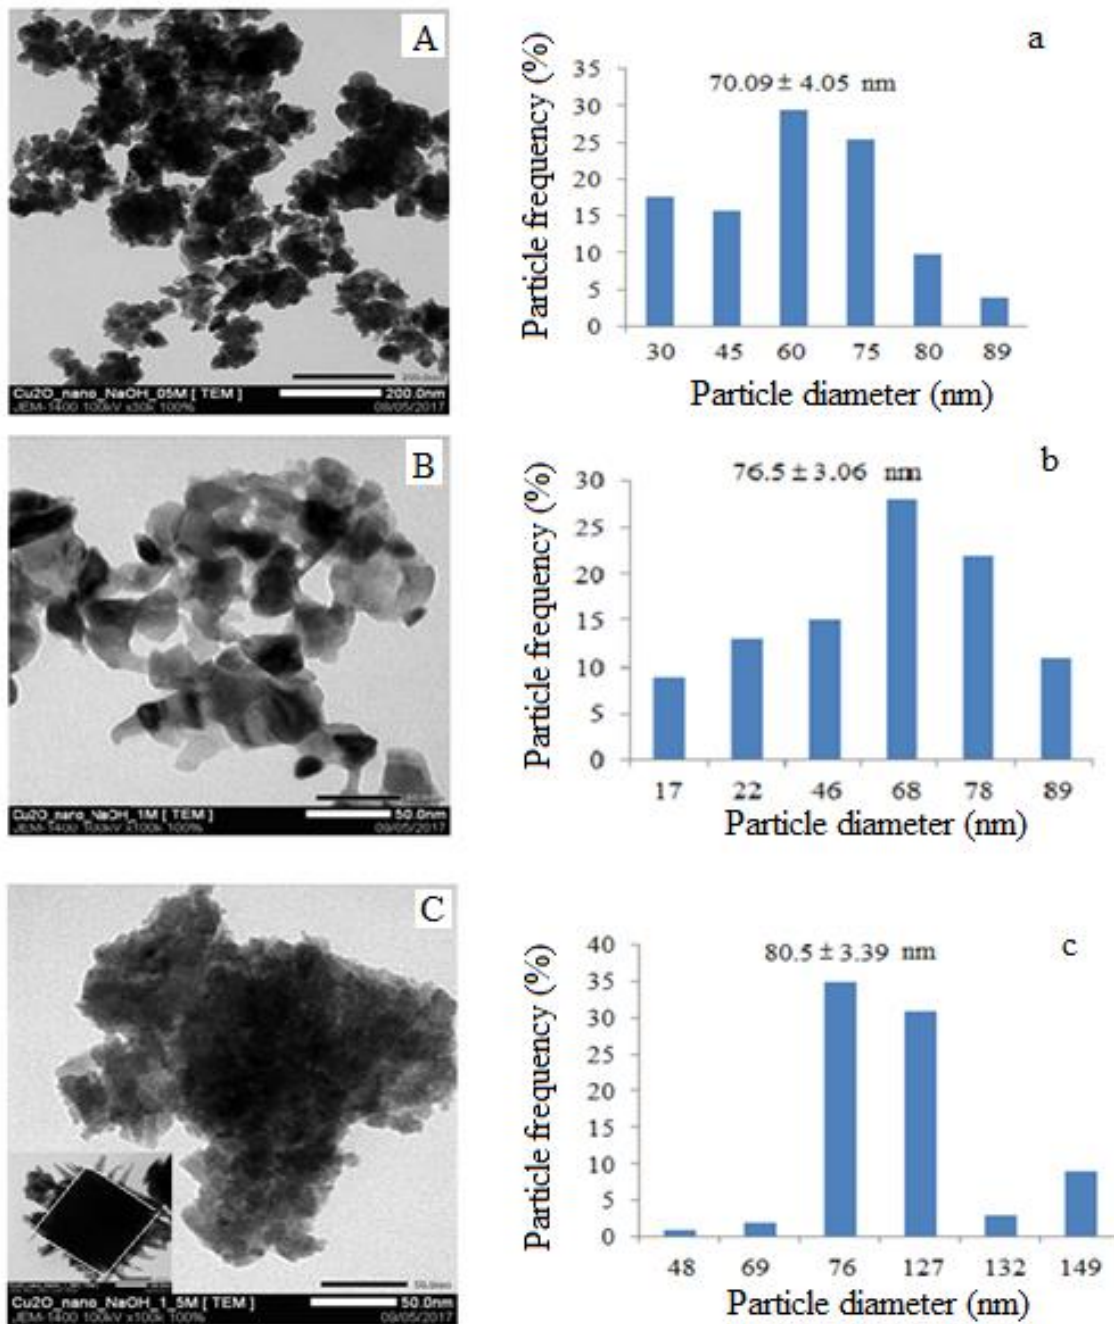 A
Cu2O_nano_NaOH_05M [ TEM ]
200.0nm
JEM-1400 100kV x30k 100%
09/05/2017
a
Particle frequency (%)
70.09 ± 4.05 nm
35
30
25
20
15
10
5
0
30 45 60 75 80 89
Particle diameter (nm)
B
Cu2O_nano_NaOH_1M [ TEM ]
50.0nm
JEM-1400 100kV x100k 100%
09/05/2017
b
Particle frequency (%)
76.5 ± 3.06 nm
30
25
20
15
10
5
0
17 22 46 68 78 89
Particle diameter (nm)
C
Cu2O_nano_NaOH_1_5M [ TEM ]
50.0nm
JEM-1400 100kV x100k 100%
09/05/2017
c
Particle frequency (%)
80.5 ± 3.39 nm
40
35
30
25
20
15
10
5
0
48 69 76 127 132 149
Particle diameter (nm)